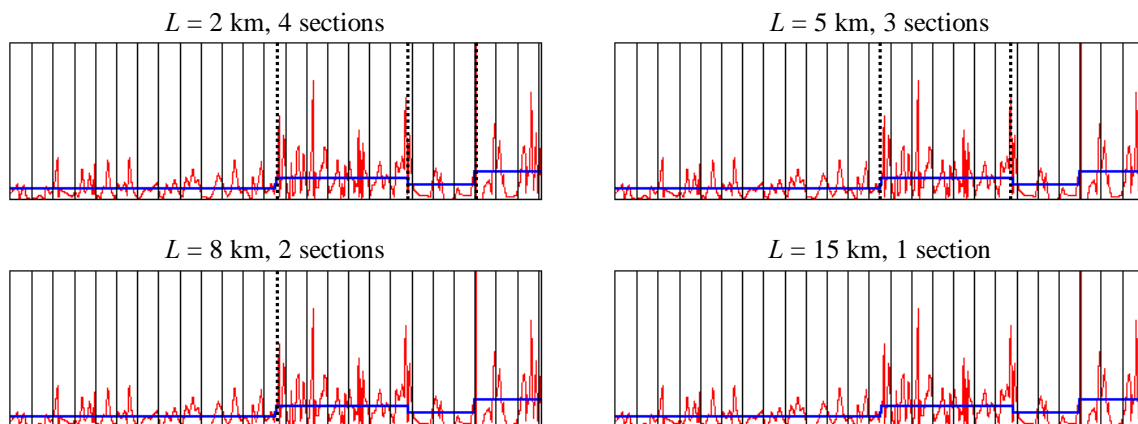 L = 2 km, 4 sections
L = 5 km, 3 sections
L = 8 km, 2 sections
L = 15 km, 1 section